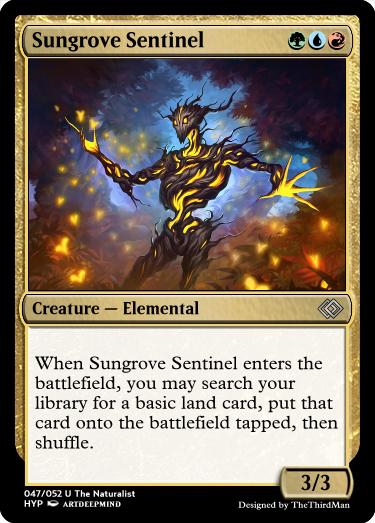 Sungrove Sentinel
Creature — Elemental
When Sungrove Sentinel enters the
battlefield, you may search your
library for a basic land card, put that
card onto the battlefield tapped, then
shuffle.
3/3
047/052 U The Naturalist
HYP ARTDEEPMIND
Designed by TheThirdMan